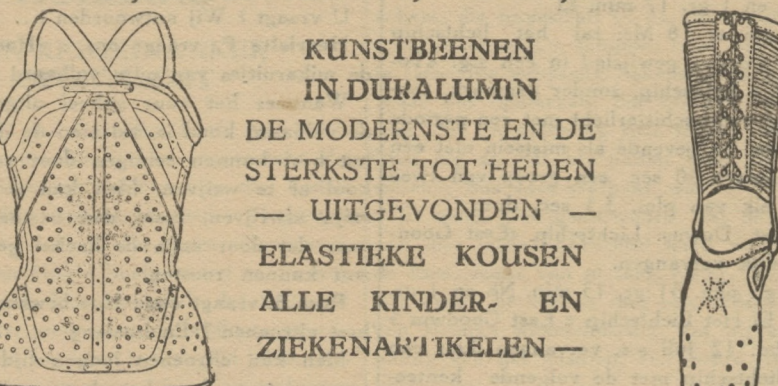 KUNSTBEENEN
IN DURALUMIN
DE MODERNSTE EN DE
STERKSTE TOT HEDEN
— UITGEVONDEN —
ELASTIEKE KOUSEN
ALLE KINDER- EN
ZIEKENARTIKELEN —